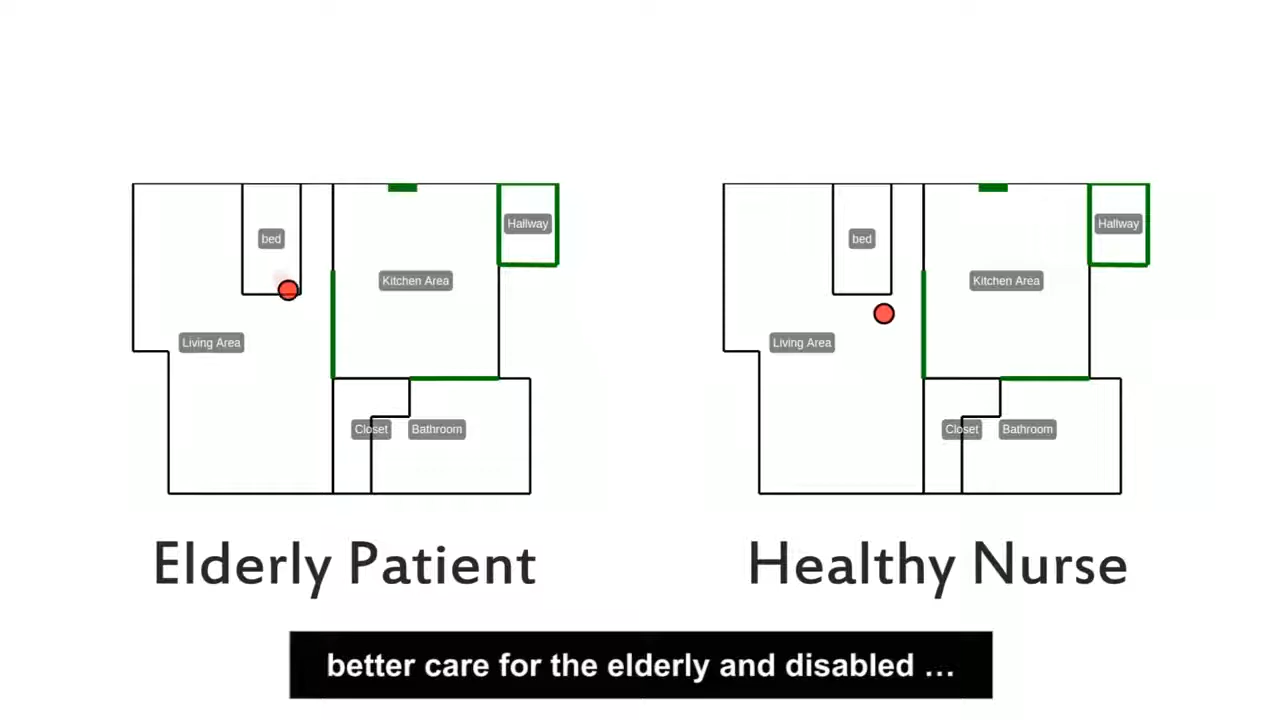 Hallway
bed
Kitchen Area
Living Area
Closet
Bathroom
Hallway
bed
Kitchen Area
Living Area
Closet
Bathroom
Elderly Patient
Healthy Nurse
better care for the elderly and disabled …